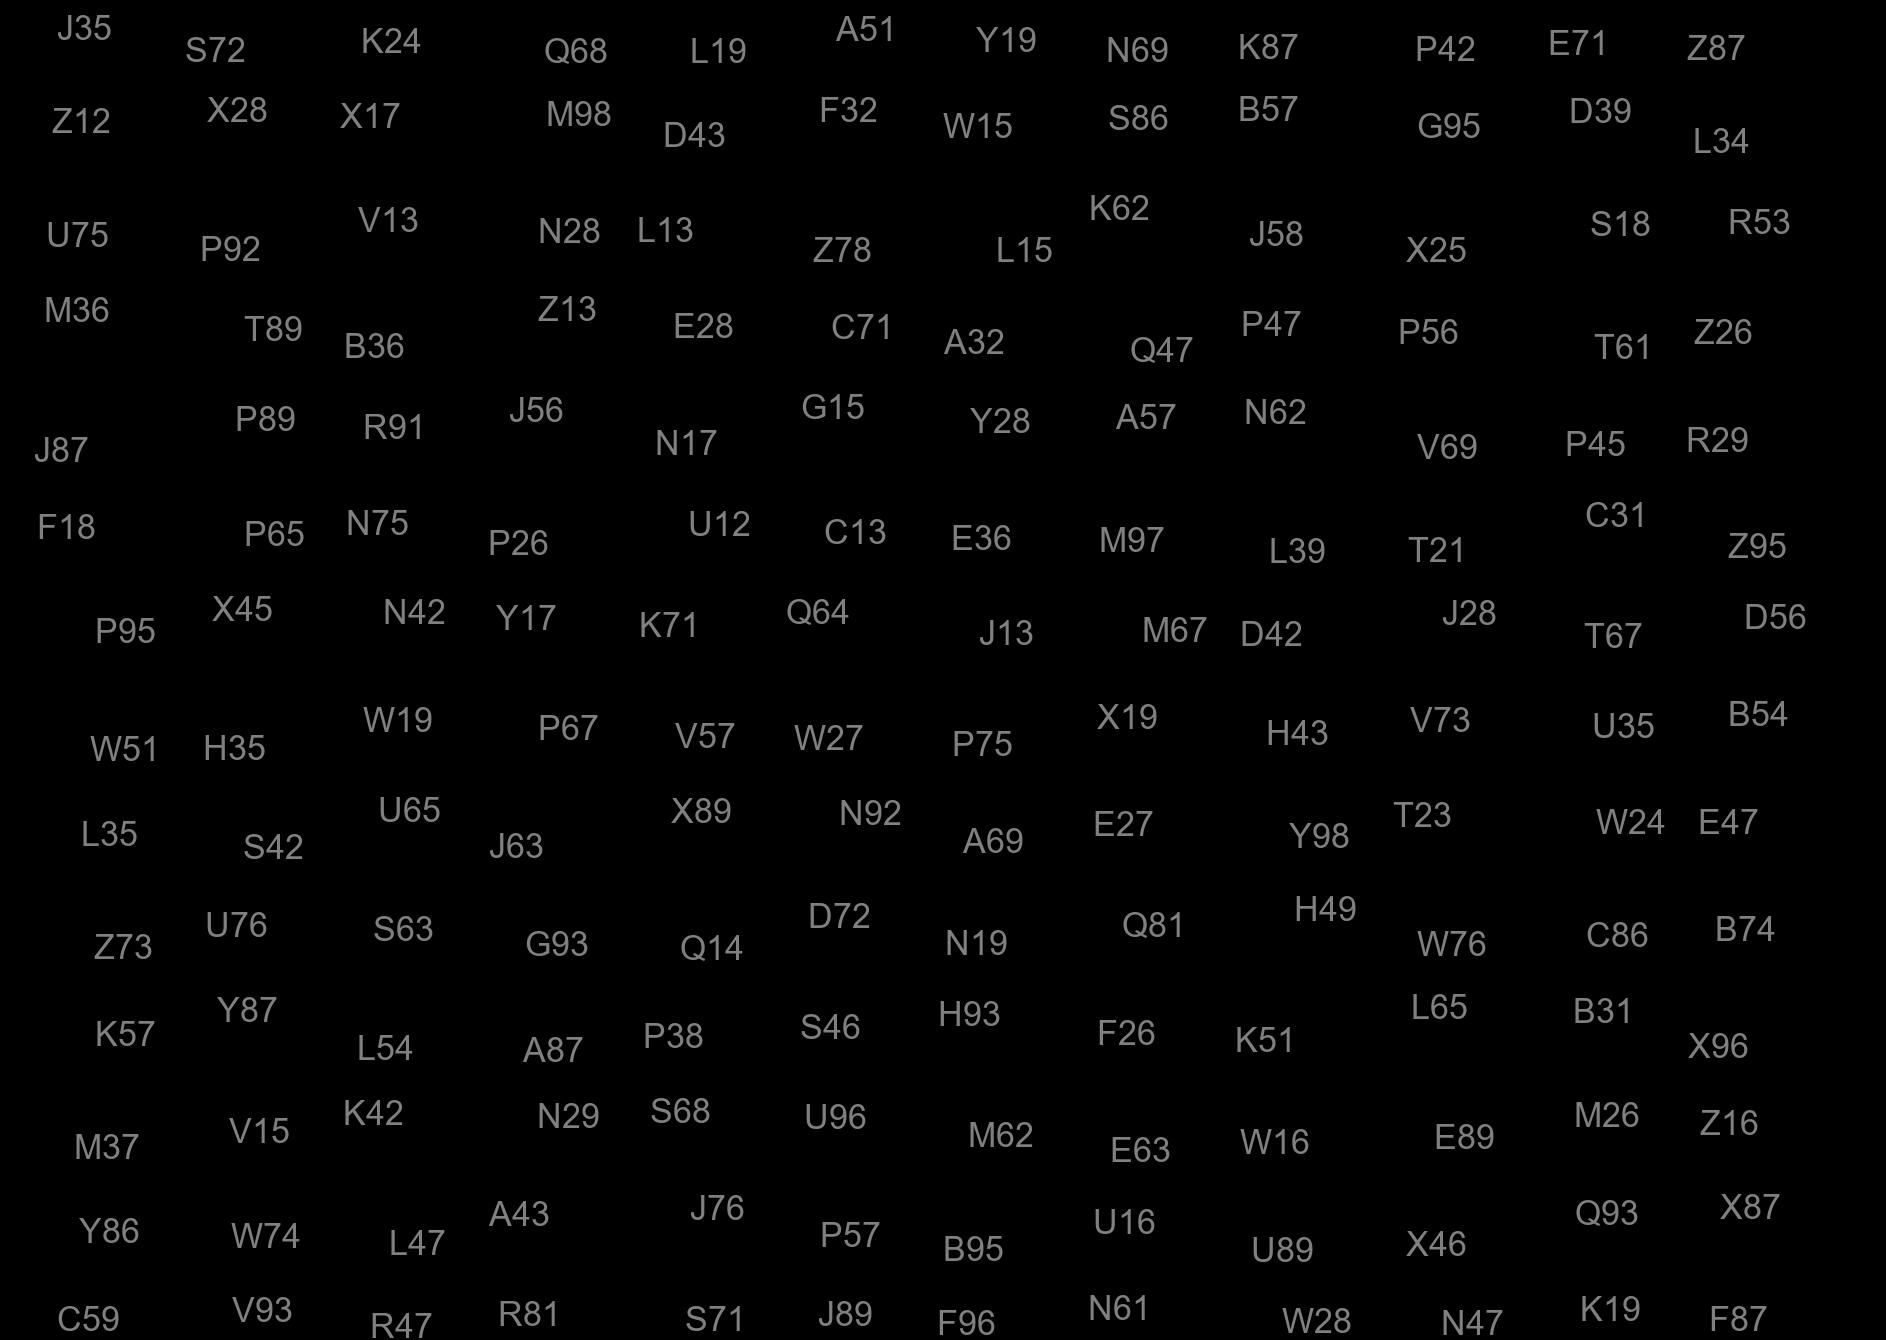 J35 S72 K24 Q68 L19 A51 Y19 N69 K87 P42 E71 Z87
Z12 X28 X17 M98 D43 F32 W15 S86 B57 G95 D39 L34
U75 P92 V13 N28 L13 Z78 L15 K62 J58 X25 S18 R53
M36 T89 B36 Z13 E28 C71 A32 Q47 P47 P56 T61 Z26
J87 P89 R91 J56 N17 G15 Y28 A57 N62 V69 P45 R29
F18 P65 N75 P26 U12 C13 E36 M97 L39 T21 C31 Z95
P95 X45 N42 Y17 K71 Q64 J13 M67 D42 J28 T67 D56
W51 H35 W19 P67 V57 W27 P75 X19 H43 V73 U35 B54
L35 S42 U65 J63 X89 N92 A69 E27 Y98 T23 W24 E47
Z73 U76 S63 G93 Q14 D72 N19 Q81 H49 W76 C86 B74
K57 Y87 L54 A87 P38 S46 H93 F26 K51 L65 B31 X96
M37 V15 K42 N29 S68 U96 M62 E63 W16 E89 M26 Z16
Y86 W74 L47 A43 J76 P57 B95 U16 U89 X46 Q93 X87
C59 V93 R47 R81 S71 J89 F96 N61 W28 N47 K19 F87